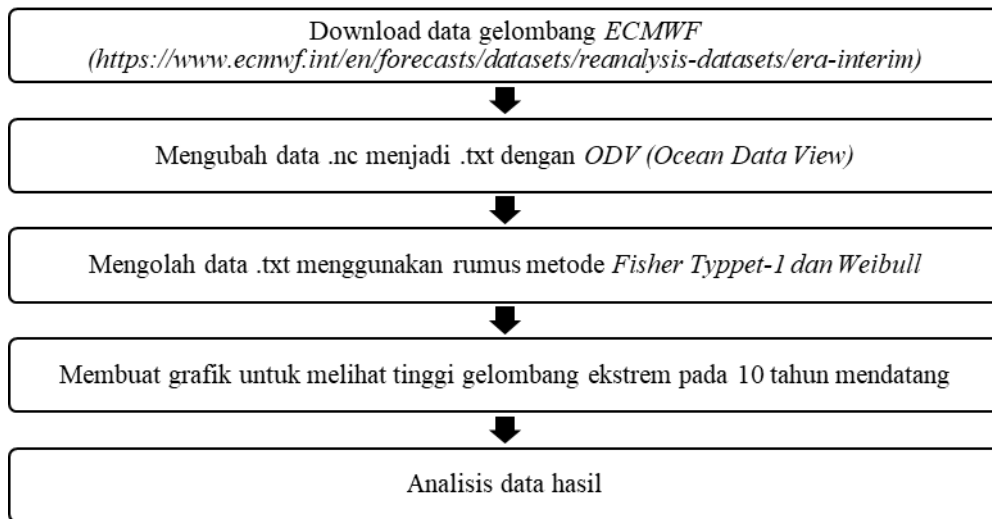 Download data gelombang ECMWF
(https://www.ecmwf.int/en/forecasts/datasets/reanalysis-datasets/era-interim)
Mengubah data .nc menjadi .txt dengan ODV (Ocean Data View)
Mengolah data .txt menggunakan rumus metode Fisher Typpet-1 dan Weibull
Membuat grafik untuk melihat tinggi gelombang ekstrem pada 10 tahun mendatang
Analisis data hasil